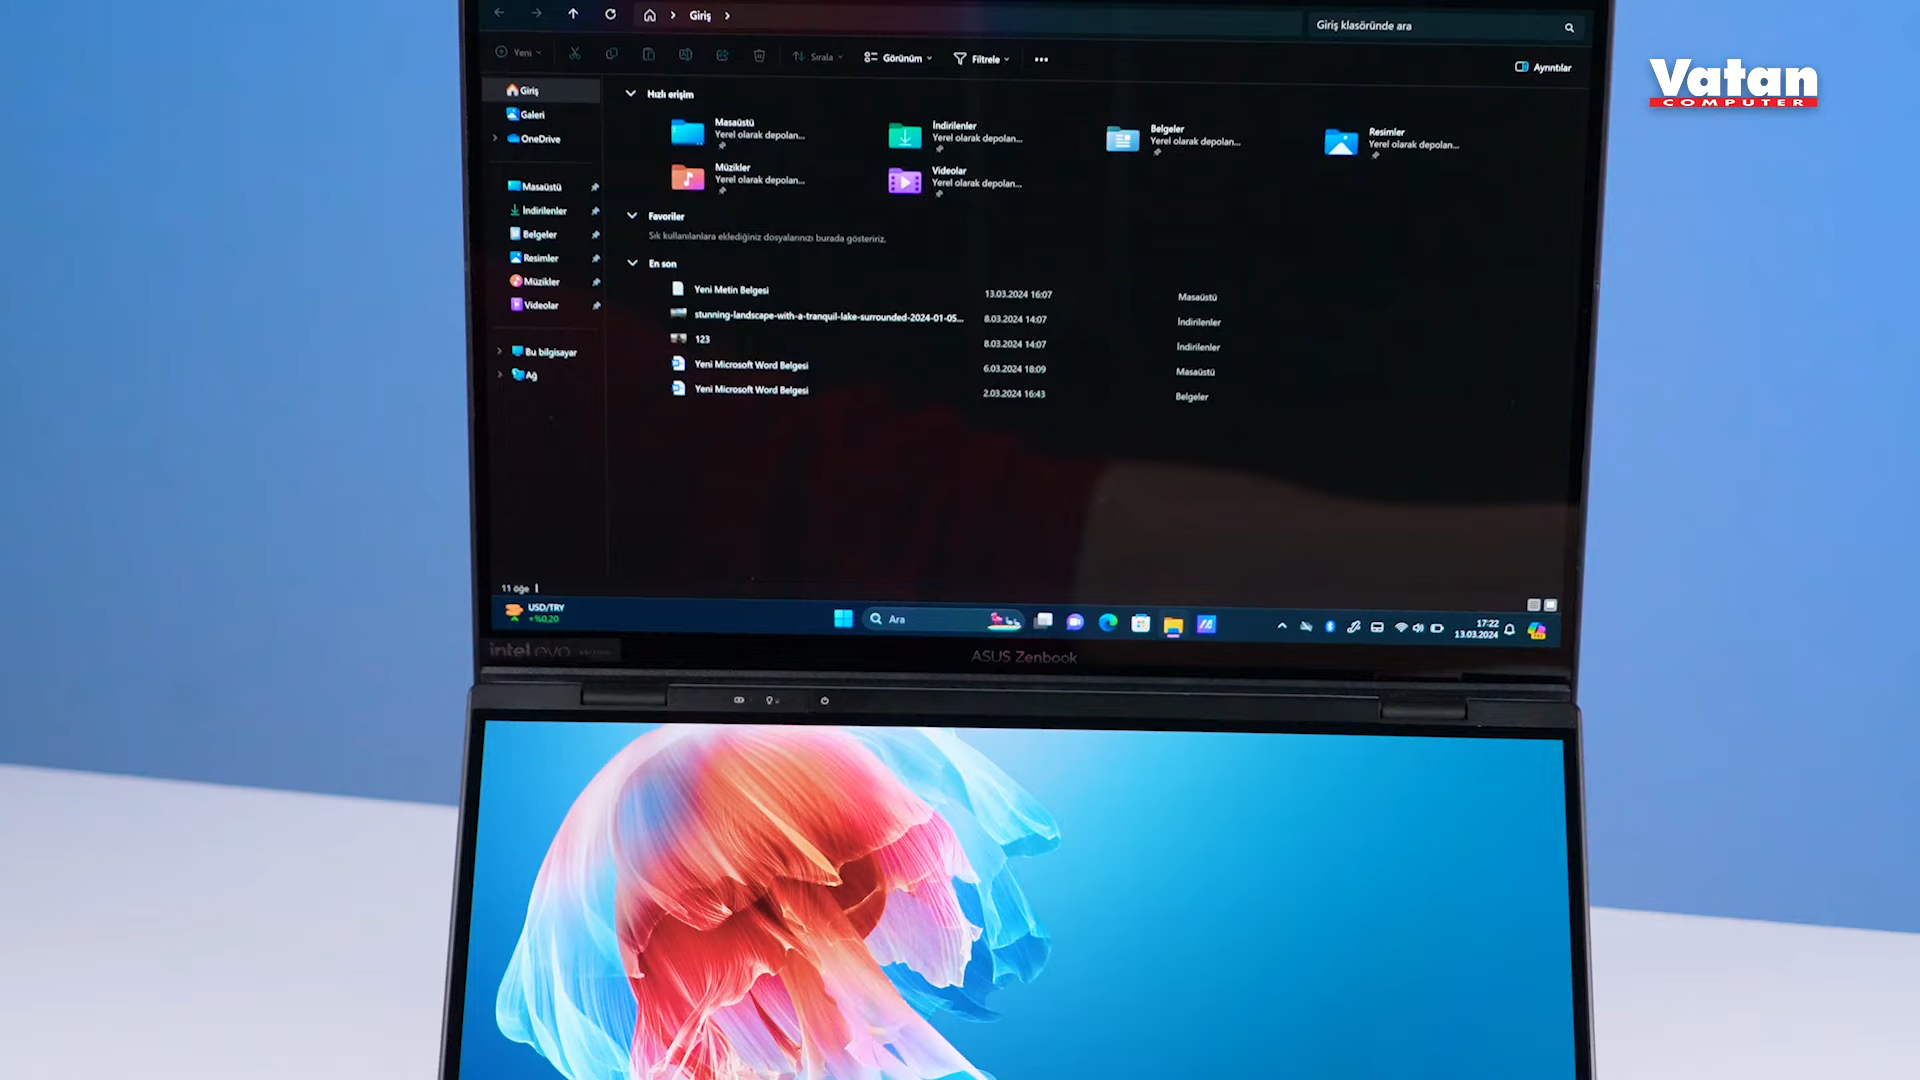 Giriş
Giriş klasöründe ara
Yeni
Sırala
Görünüm
Filtrele
Ayrıntılar
Vatan
COMPUTER
Giriş
Galeri
OneDrive
Masaüstü
İndirilenler
Belgeler
Resimler
Müzikler
Videolar
Bu bilgisayar
Ağ
Hızlı erişim
Masaüstü
Yerel olarak depolan...
İndirilenler
Yerel olarak depolan...
Belgeler
Yerel olarak depolan...
Resimler
Yerel olarak depolan...
Müzikler
Yerel olarak depolan...
Videolar
Yerel olarak depolan...
Favoriler
Sık kullanılanlara eklediğiniz dosyalarınızı burada gösteririz.
En son
Yeni Metin Belgesi 13.03.2024 16:07 Masaüstü
stunning-landscape-with-a-tranquil-lake-surrounded-2024-01-05... 8.03.2024 14:07 İndirilenler
123 8.03.2024 14:07 İndirilenler
Yeni Microsoft Word Belgesi 6.03.2024 18:09 Masaüstü
Yeni Microsoft Word Belgesi 2.03.2024 16:43 Belgeler
11 öğe
USD/TRY
+%0,20
Ara
17:22
13.03.2024
intel evo
ASUS Zenbook